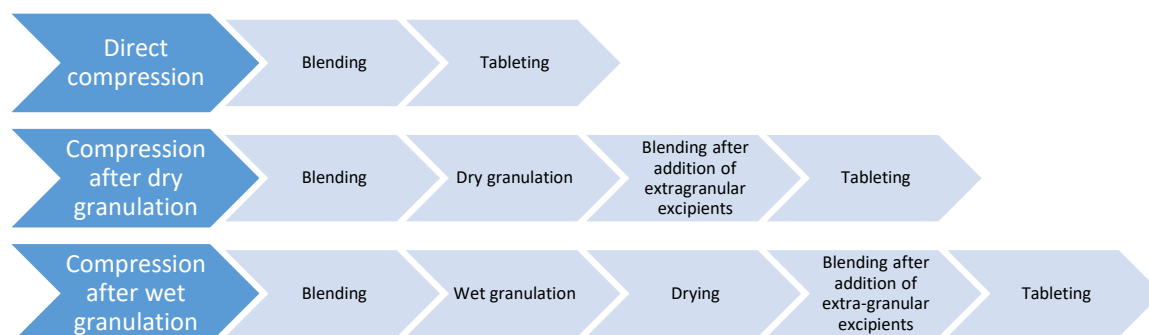 Direct
compression
Blending
Tableting
Compression
after dry
granulation
Blending
Dry granulation
Blending after
addition of
extragranular
excipients
Tableting
Compression
after wet
granulation
Blending
Wet granulation
Drying
Blending after
addition of
extra-granular
excipients
Tableting